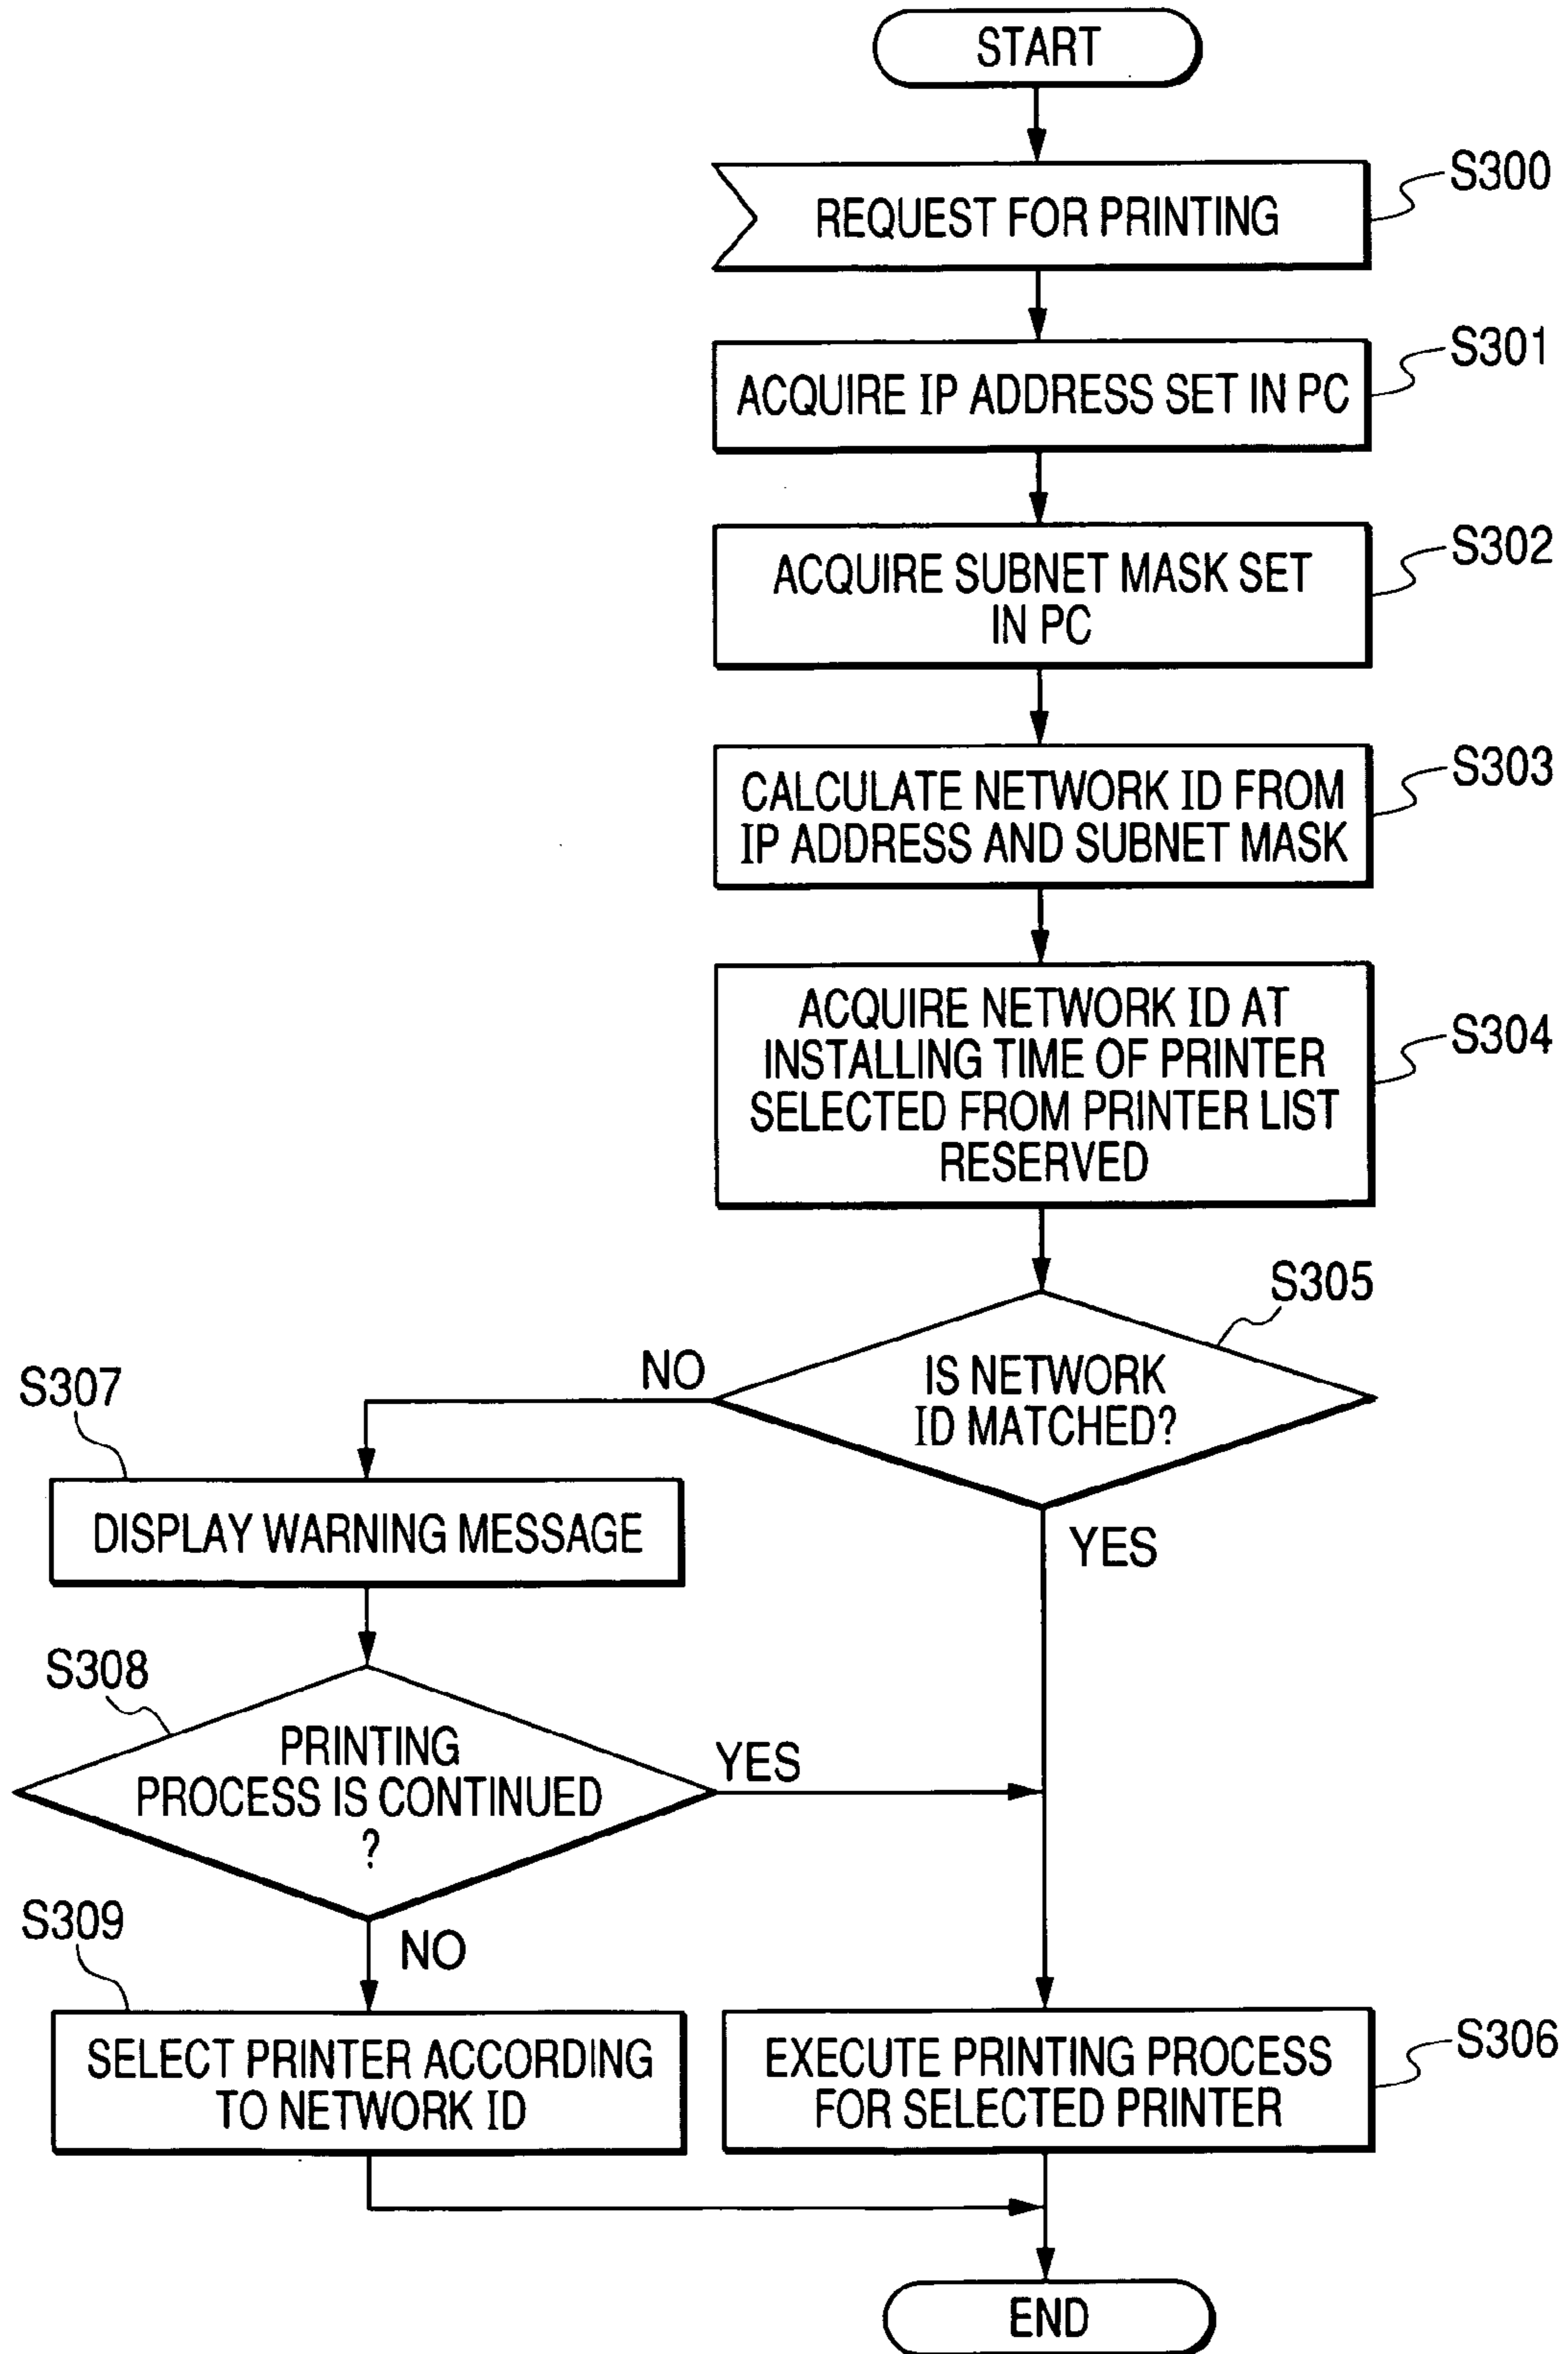 START
S300
REQUEST FOR PRINTING
S301
ACQUIRE IP ADDRESS SET IN PC
S302
ACQUIRE SUBNET MASK SET
IN PC
S303
CALCULATE NETWORK ID FROM
IP ADDRESS AND SUBNET MASK
S304
ACQUIRE NETWORK ID AT
INSTALLING TIME OF PRINTER
SELECTED FROM PRINTER LIST
RESERVED
S305
IS NETWORK
ID MATCHED?
NO
YES
S307
DISPLAY WARNING MESSAGE
S308
PRINTING
PROCESS IS CONTINUED
?
YES
NO
S309
SELECT PRINTER ACCORDING
TO NETWORK ID
S306
EXECUTE PRINTING PROCESS
FOR SELECTED PRINTER
END